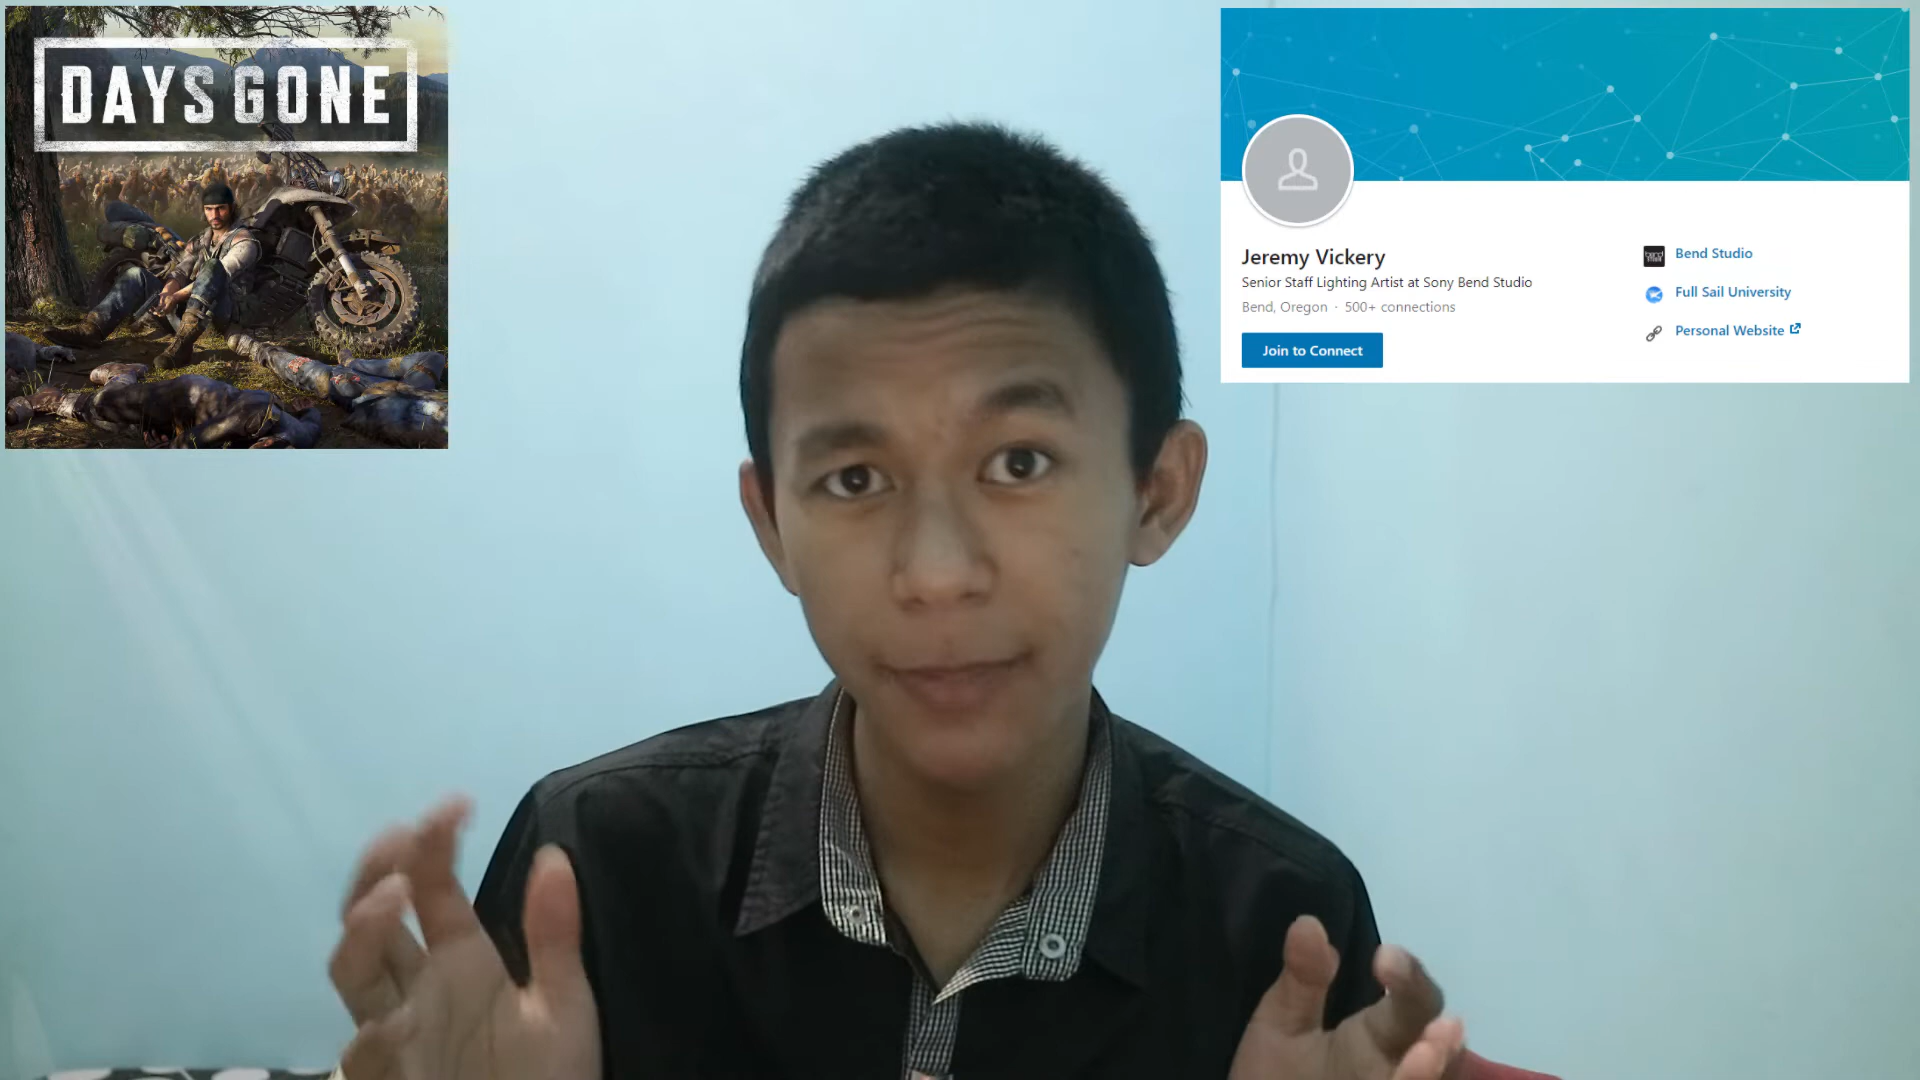 DAYS GONE
Jeremy Vickery
Senior Staff Lighting Artist at Sony Bend Studio
Bend, Oregon · 500+ connections
Join to Connect
Bend Studio
Full Sail University
Personal Website